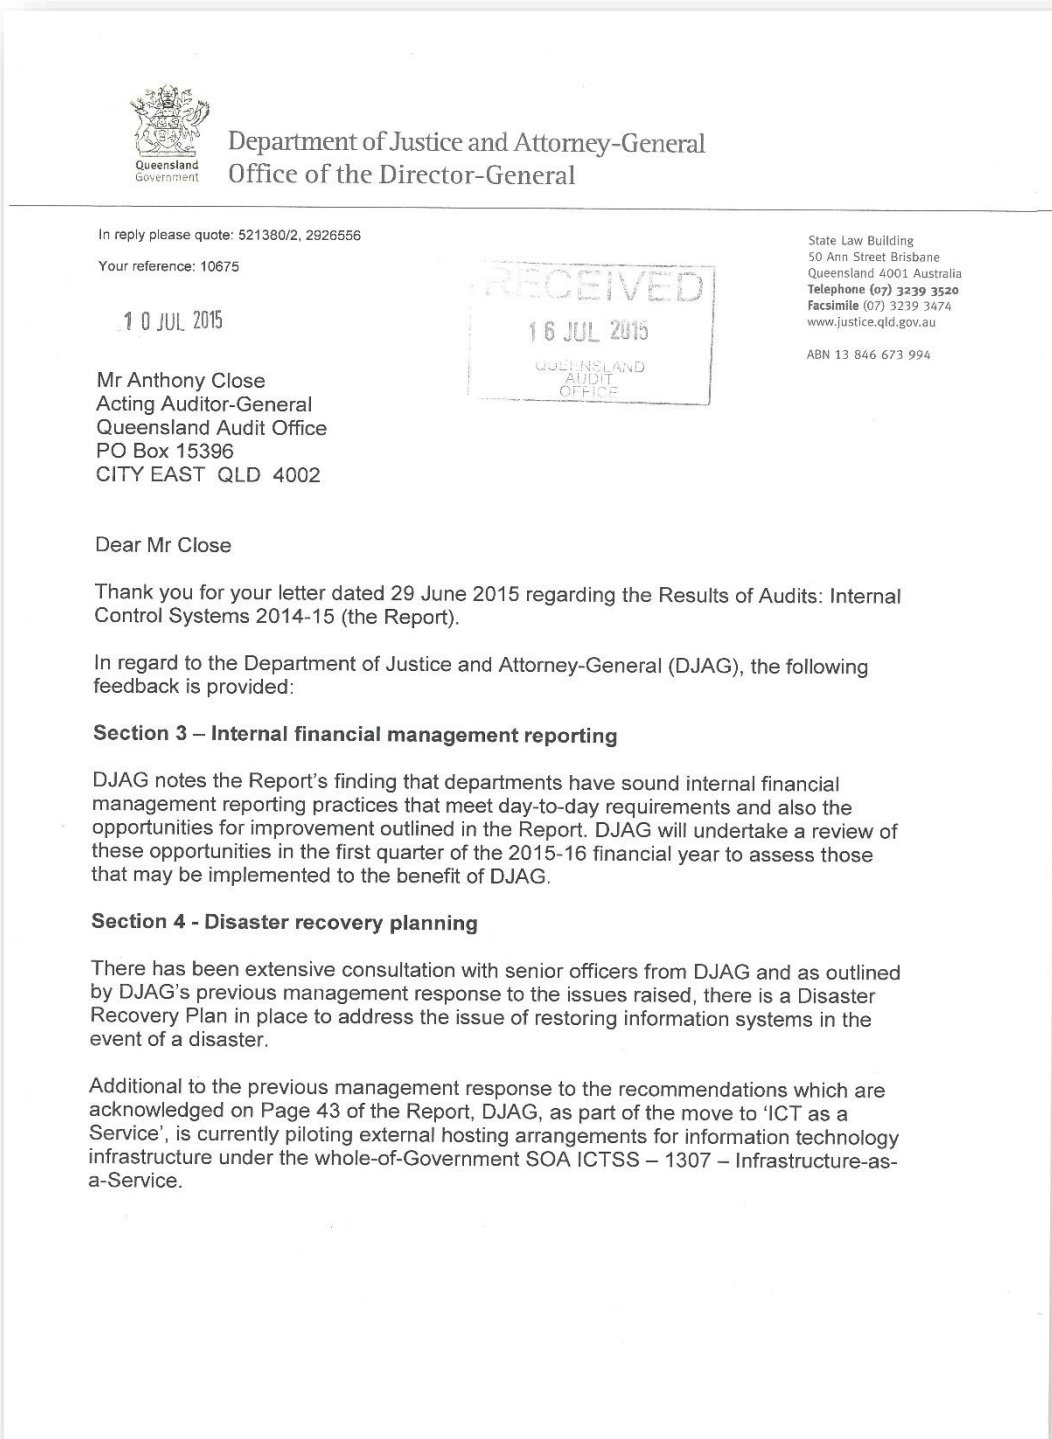 Queensland
Government
Department of Justice and Attorney-General
Office of the Director-General
In reply please quote: 521380/2, 2926556
Your reference: 10675
10 JUL 2015
RECEIVED
16 JUL 2015
QUEENSLAND
AUDIT
OFFICE
State Law Building
50 Ann Street Brisbane
Queensland 4001 Australia
Telephone (07) 3239 3520
Facsimile (07) 3239 3474
www.justice.qld.gov.au
ABN 13 846 673 994
Mr Anthony Close
Acting Auditor-General
Queensland Audit Office
PO Box 15396
CITY EAST QLD 4002
Dear Mr Close
Thank you for your letter dated 29 June 2015 regarding the Results of Audits: Internal
Control Systems 2014-15 (the Report).
In regard to the Department of Justice and Attorney-General (DJAG), the following
feedback is provided:
Section 3 – Internal financial management reporting
DJAG notes the Report's finding that departments have sound internal financial
management reporting practices that meet day-to-day requirements and also the
opportunities for improvement outlined in the Report. DJAG will undertake a review of
these opportunities in the first quarter of the 2015-16 financial year to assess those
that may be implemented to the benefit of DJAG.
Section 4 - Disaster recovery planning
There has been extensive consultation with senior officers from DJAG and as outlined
by DJAG's previous management response to the issues raised, there is a Disaster
Recovery Plan in place to address the issue of restoring information systems in the
event of a disaster.
Additional to the previous management response to the recommendations which are
acknowledged on Page 43 of the Report, DJAG, as part of the move to 'ICT as a
Service', is currently piloting external hosting arrangements for information technology
infrastructure under the whole-of-Government SOA ICTSS – 1307 – Infrastructure-as-
a-Service.